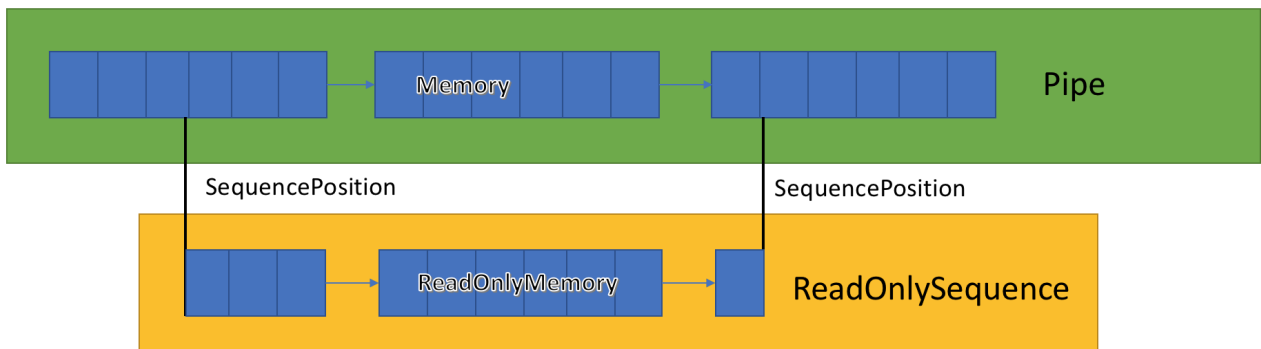 Memory
Pipe
SequencePosition
SequencePosition
ReadOnlyMemory
ReadOnlySequence